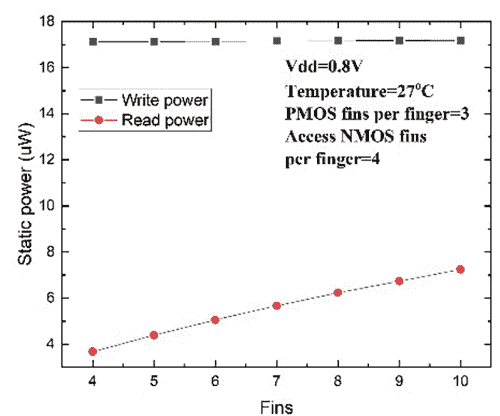 18
16
14
12
10
8
6
4
Static power (uW)
Write power
Read power
Vdd=0.8V
Temperature=27°C
PMOS fins per finger=3
Access NMOS fins
per finger=4
4 5 6 7 8 9 10
Fins